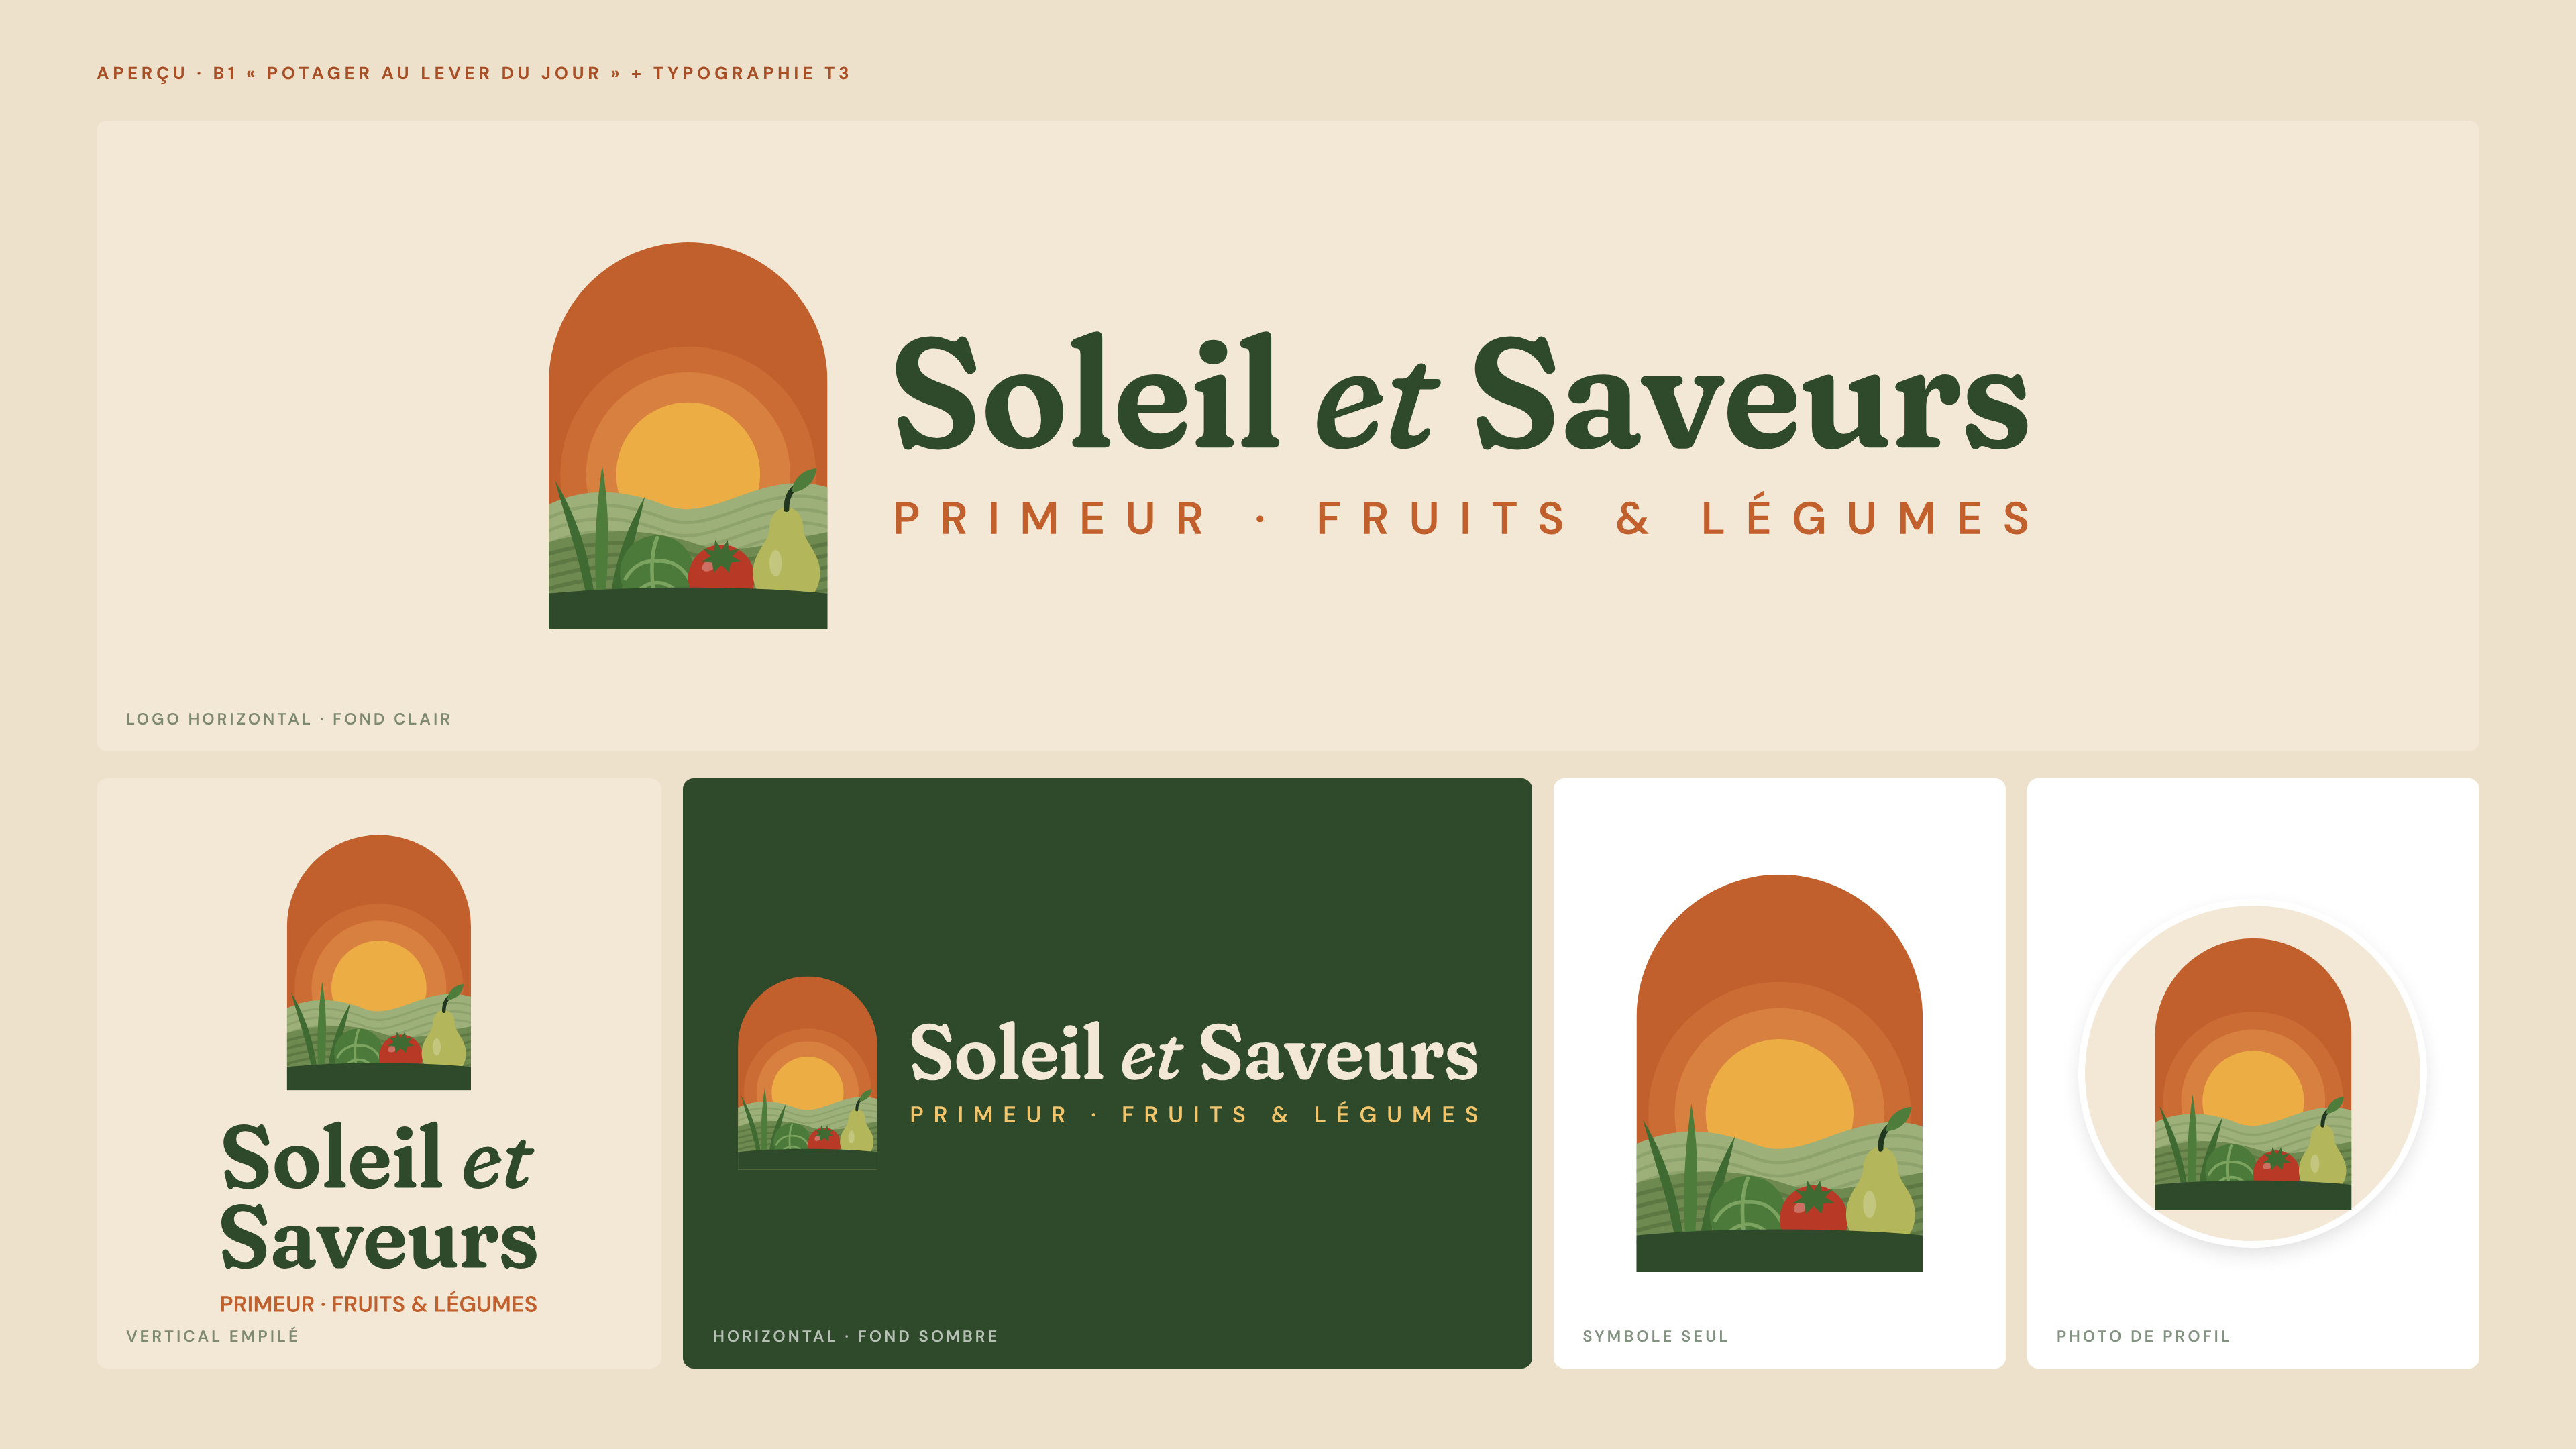 APERÇU · B1 « POTAGER AU LEVER DU JOUR » + TYPOGRAPHIE T3
Soleil et Saveurs
PRIMEUR · FRUITS & LÉGUMES
LOGO HORIZONTAL · FOND CLAIR
Soleil et
Saveurs
PRIMEUR · FRUITS & LÉGUMES
VERTICAL EMPILÉ
Soleil et Saveurs
PRIMEUR · FRUITS & LÉGUMES
HORIZONTAL · FOND SOMBRE
SYMBOLE SEUL
PHOTO DE PROFIL